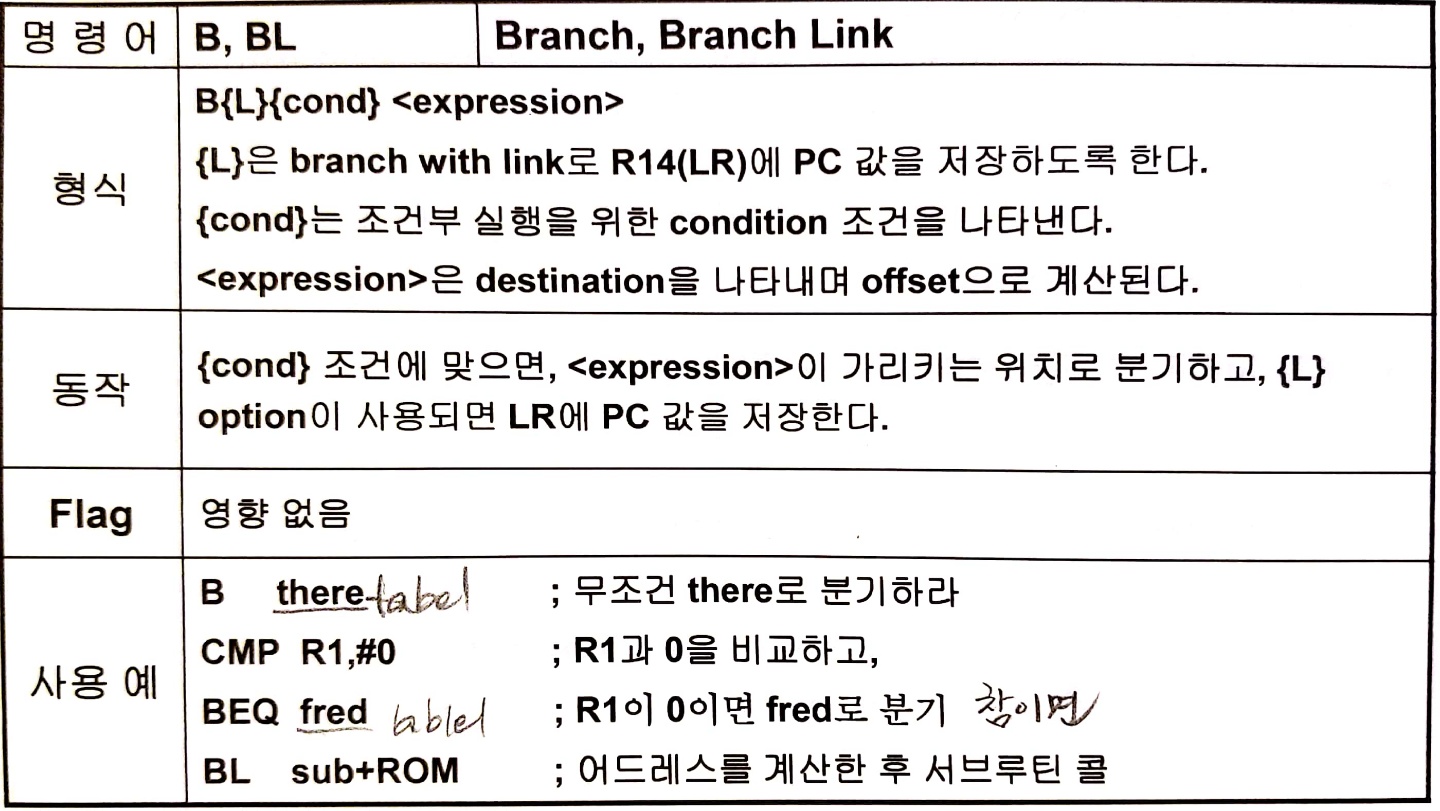 명 령 어 B, BL Branch, Branch Link
형식
B{L}{cond} <expression>
{L}은 branch with link로 R14(LR)에 PC 값을 저장하도록 한다.
{cond}는 조건부 실행을 위한 condition 조건을 나타낸다.
<expression>은 destination을 나타내며 offset으로 계산된다.
동작
{cond} 조건에 맞으면, <expression>이 가리키는 위치로 분기하고, {L}
option이 사용되면 LR에 PC 값을 저장한다.
Flag 영향 없음
사용 예
B there label ; 무조건 there로 분기하라
CMP R1,#0 ; R1과 0을 비교하고,
BEQ fred lablel ; R1이 0이면 fred로 분기 참이면
BL sub+ROM ; 어드레스를 계산한 후 서브루틴 콜